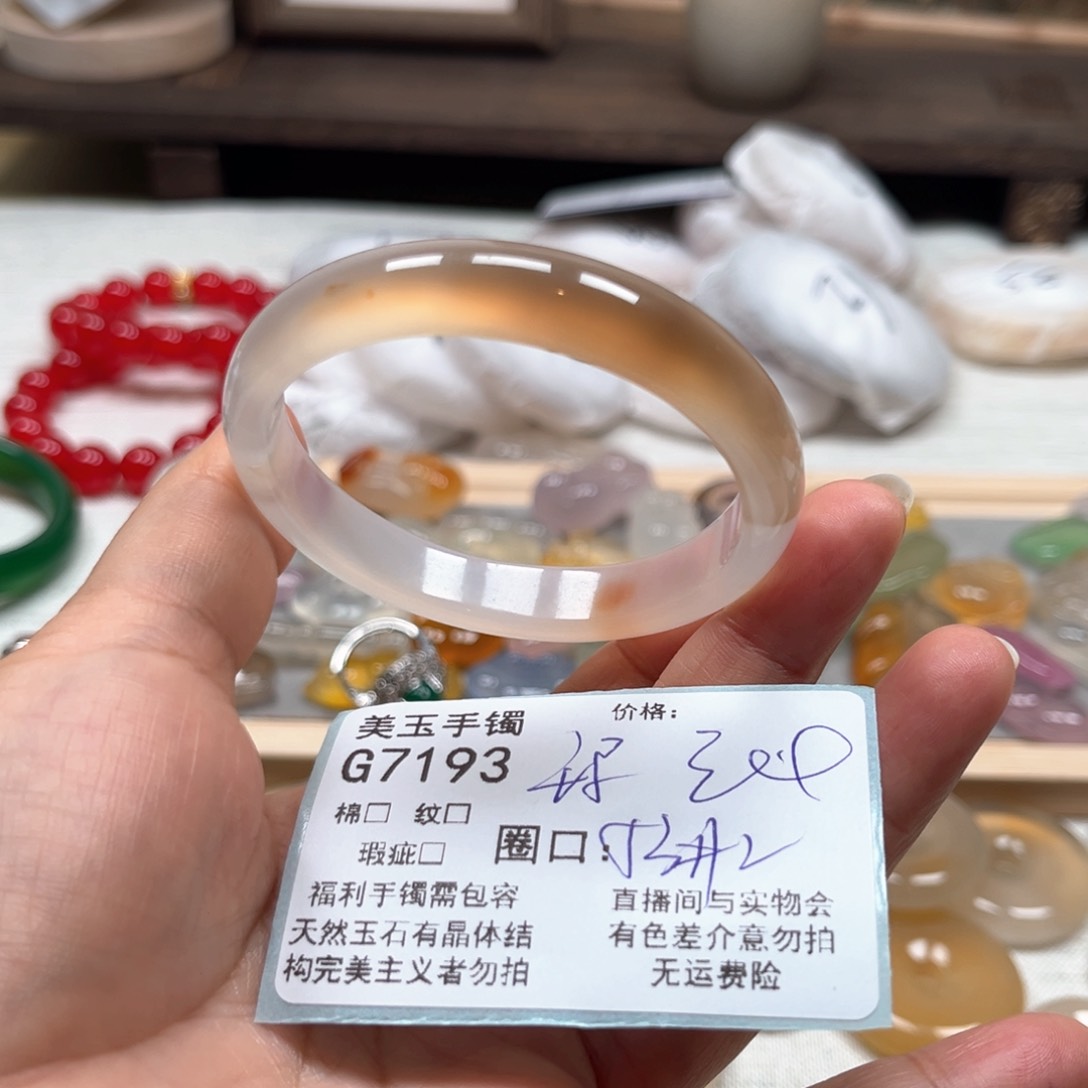 美玉手镯
价格：
G7193
棉□ 纹□
瑕疵□
圈口：
福利手镯需包容
天然玉石有晶体结
构完美主义者勿拍
直播间与实物会
有色差介意勿拍
无运费险